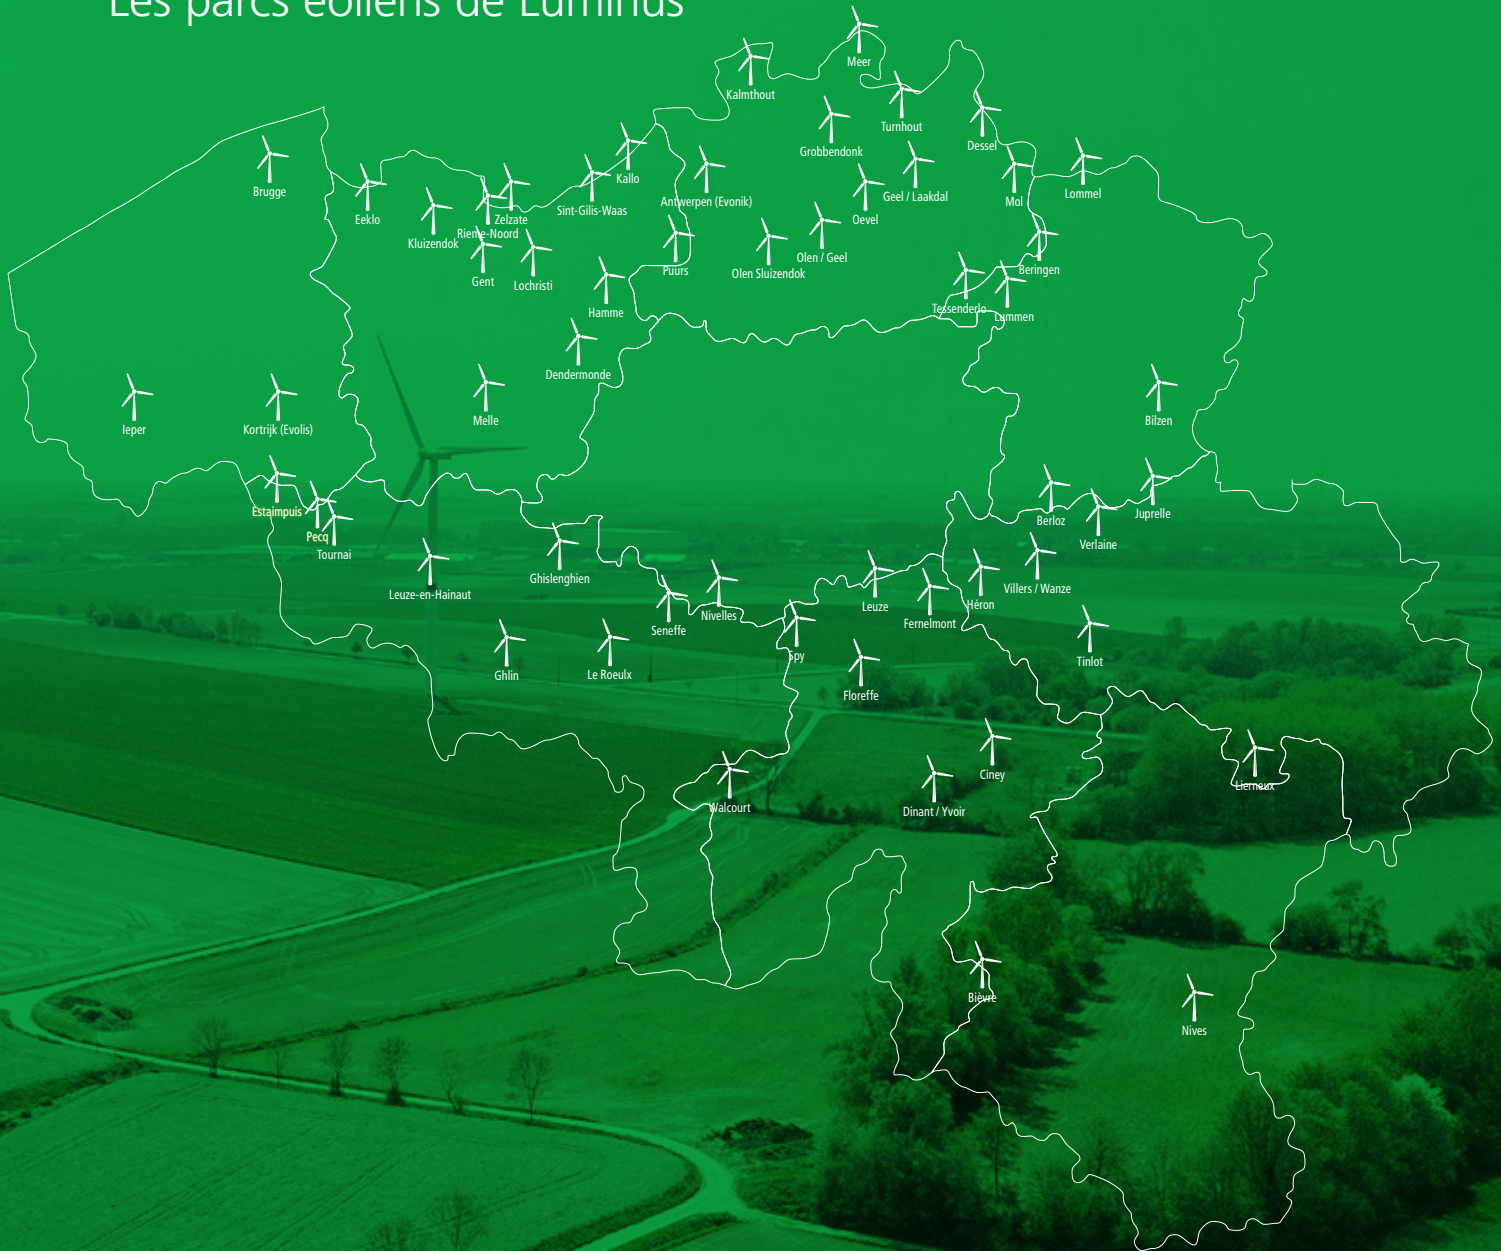 Les parcs éoliens de Luminus
Meer
Kalmthout
Turnhout
Grobbendonk
Dessel
Brugge
Kallo
Eeklo
Zelzate
Sint-Gilis-Waas
Antwerpen (Evonik)
Geel / Laakdal
Oevel
Mol
Lommel
Kluizendok
Rieme-Noord
Gent
Lochristi
Puurs
Olen Sluizendok
Olen / Geel
Beringen
Hamme
Tessenderlo
Lummen
Dendermonde
Ieper
Kortrijk (Evolis)
Melle
Bilzen
Estaimpuis
Pecq
Tournai
Berloz
Juprelle
Verlaine
Leuze-en-Hainaut
Ghislenghien
Seneffe
Nivelles
Leuze
Fernelmont
Héron
Villers / Wanze
Ghlin
Le Roeulx
Spy
Floreffe
Tinlot
Walcourt
Dinant / Yvoir
Ciney
Lierneux
Bièvre
Nives